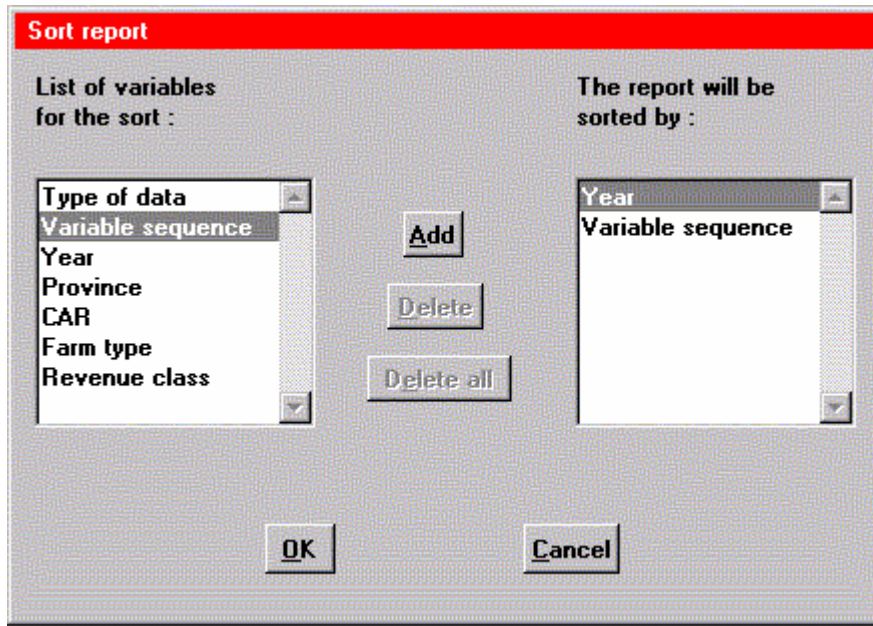 Sort report
List of variables
for the sort :
The report will be
sorted by :
Type of data
Variable sequence
Year
Province
CAR
Farm type
Revenue class
Add
Delete
Delete all
Year
Variable sequence
OK
Cancel